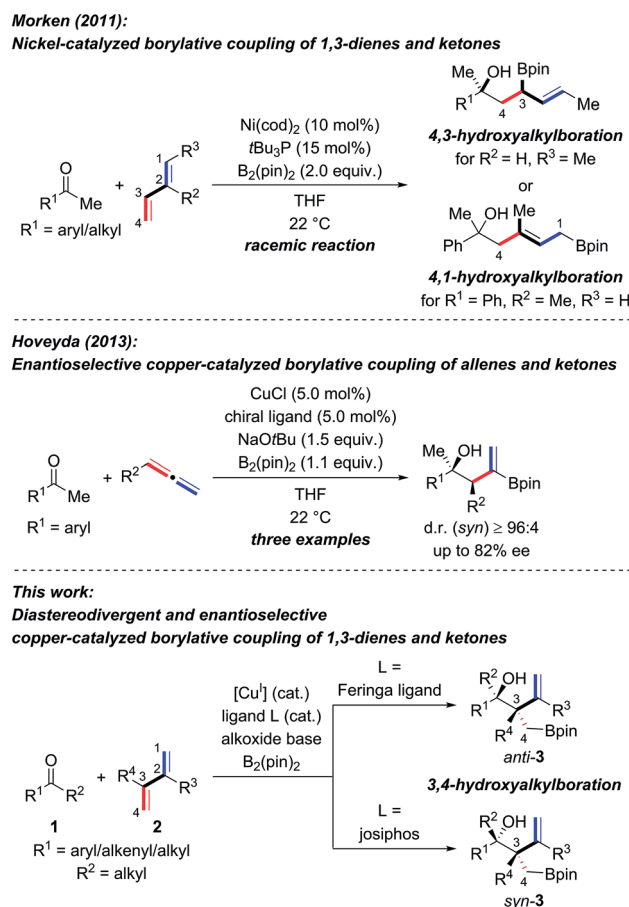 Morken (2011):
Nickel-catalyzed borylative coupling of 1,3-dienes and ketones
O
R¹ Me
R¹ = aryl/alkyl
+
1 R³
2 R²
3
4
Ni(cod)₂ (10 mol%)
tBu₃P (15 mol%)
B₂(pin)₂ (2.0 equiv.)
THF
22 °C
racemic reaction
Me OH Bpin
R¹ 4 3 Me
4,3-hydroxyalkylboration
for R² = H, R³ = Me
or
Me OH Me 1
Ph 4 Bpin
4,1-hydroxyalkylboration
for R¹ = Ph, R² = Me, R³ = H
Hoveyda (2013):
Enantioselective copper-catalyzed borylative coupling of allenes and ketones
O
R¹ Me
R¹ = aryl
+
R²
CuCl (5.0 mol%)
chiral ligand (5.0 mol%)
NaOtBu (1.5 equiv.)
B₂(pin)₂ (1.1 equiv.)
THF
22 °C
three examples
Me OH
R¹ Bpin
R²
d.r. (syn) ≥ 96:4
up to 82% ee
This work:
Diastereodivergent and enantioselective
copper-catalyzed borylative coupling of 1,3-dienes and ketones
O
R¹ R²
1
+
1
R⁴ 3 2 R³
4
2
R¹ = aryl/alkenyl/alkyl
R² = alkyl
[Cuᴵ] (cat.)
ligand L (cat.)
alkoxide base
B₂(pin)₂
L =
Feringa ligand
R² OH
R¹ 3 R³
R⁴ 4 Bpin
anti-3
3,4-hydroxyalkylboration
L =
josiphos
R² OH
R¹ 3 R³
R⁴ 4 Bpin
syn-3